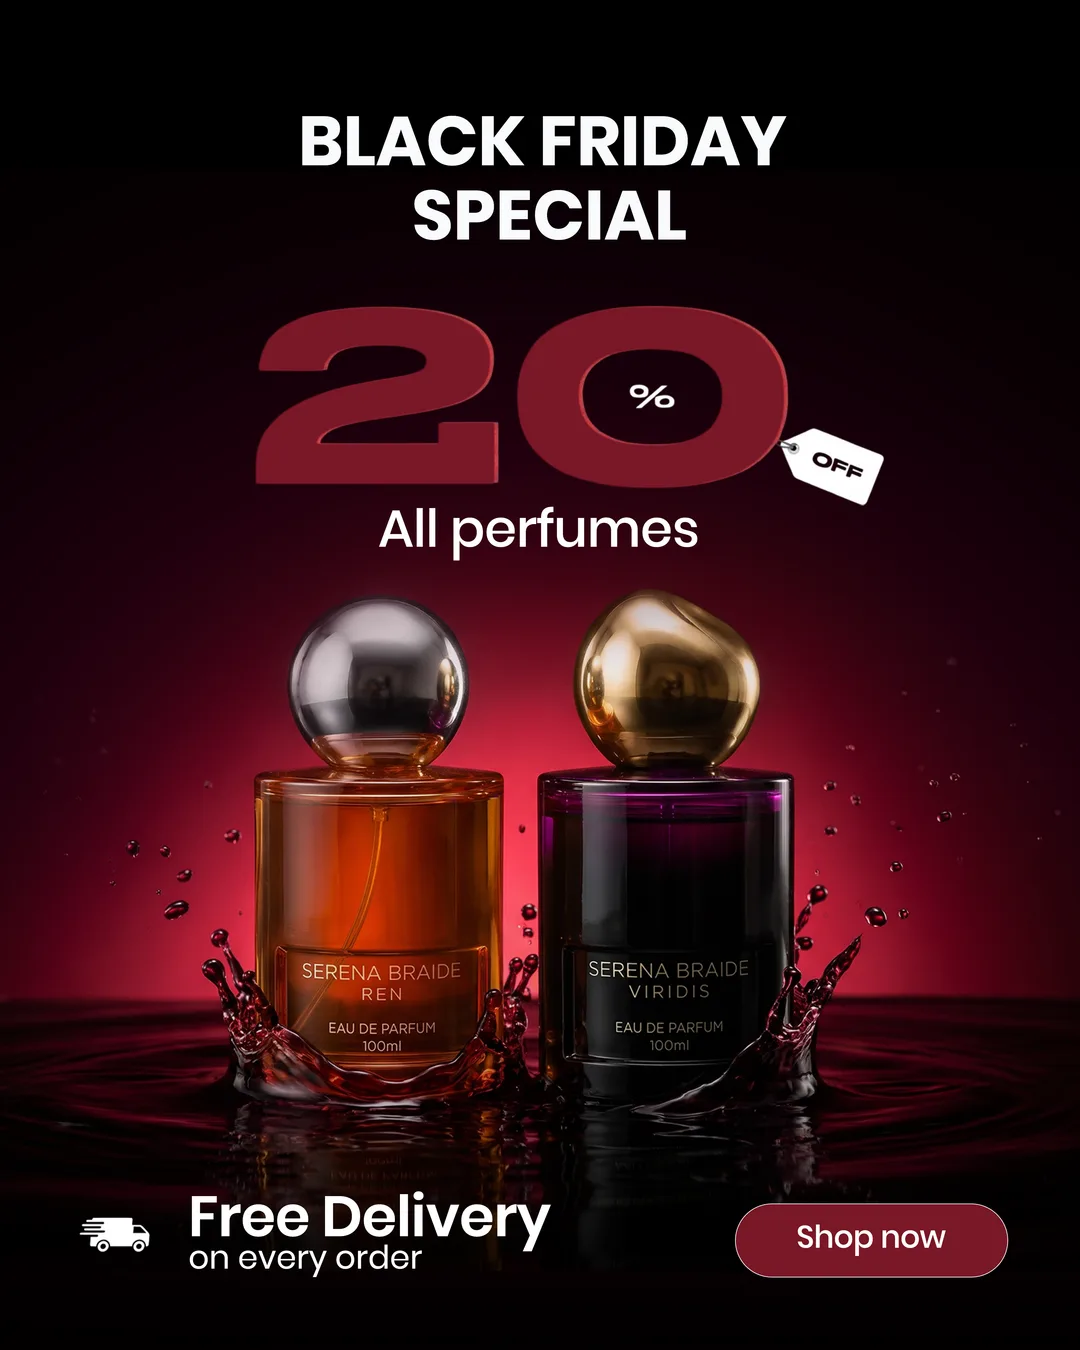 BLACK FRIDAY
SPECIAL
20
%
OFF
All perfumes
SERENA BRAIDE
REN
EAU DE PARFUM
100ml
SERENA BRAIDE
VIRIDIS
EAU DE PARFUM
100ml
Free Delivery
on every order
Shop now